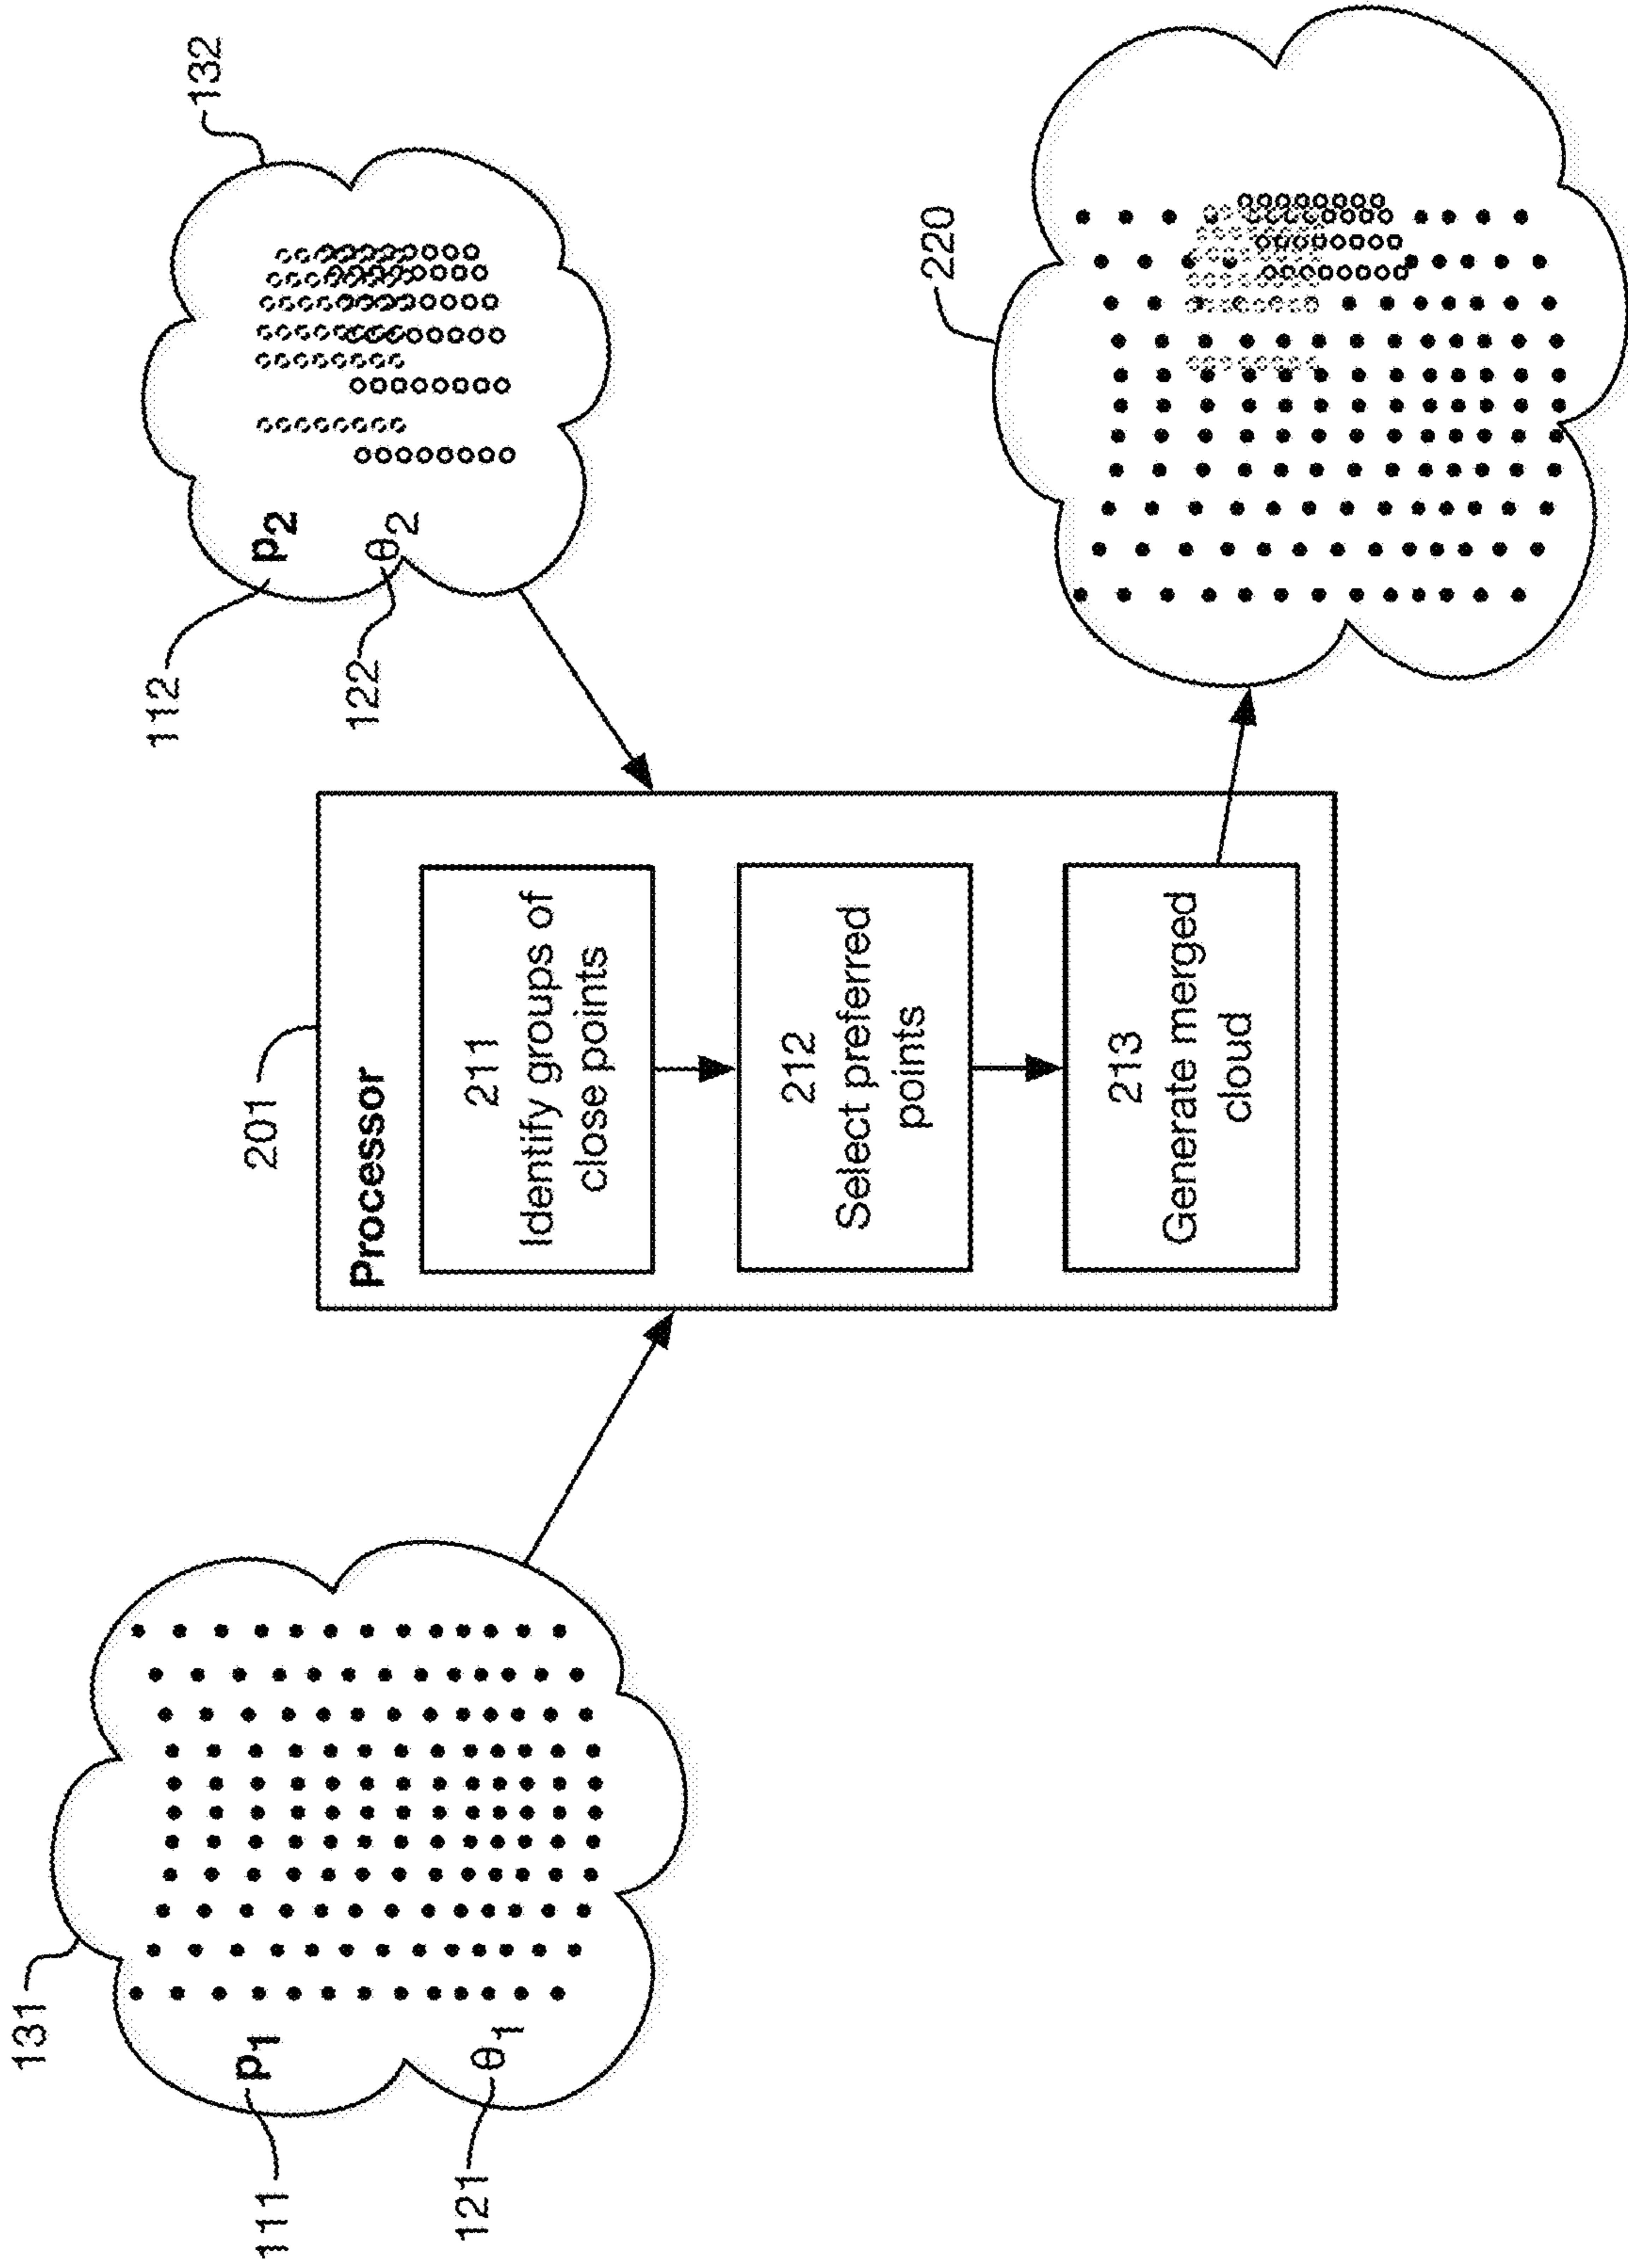 131
111
p1
121
θ1
201
Processor
211
Identify groups of
close points
212
Select preferred
points
213
Generate merged
cloud
132
112
p2
122
θ2
220